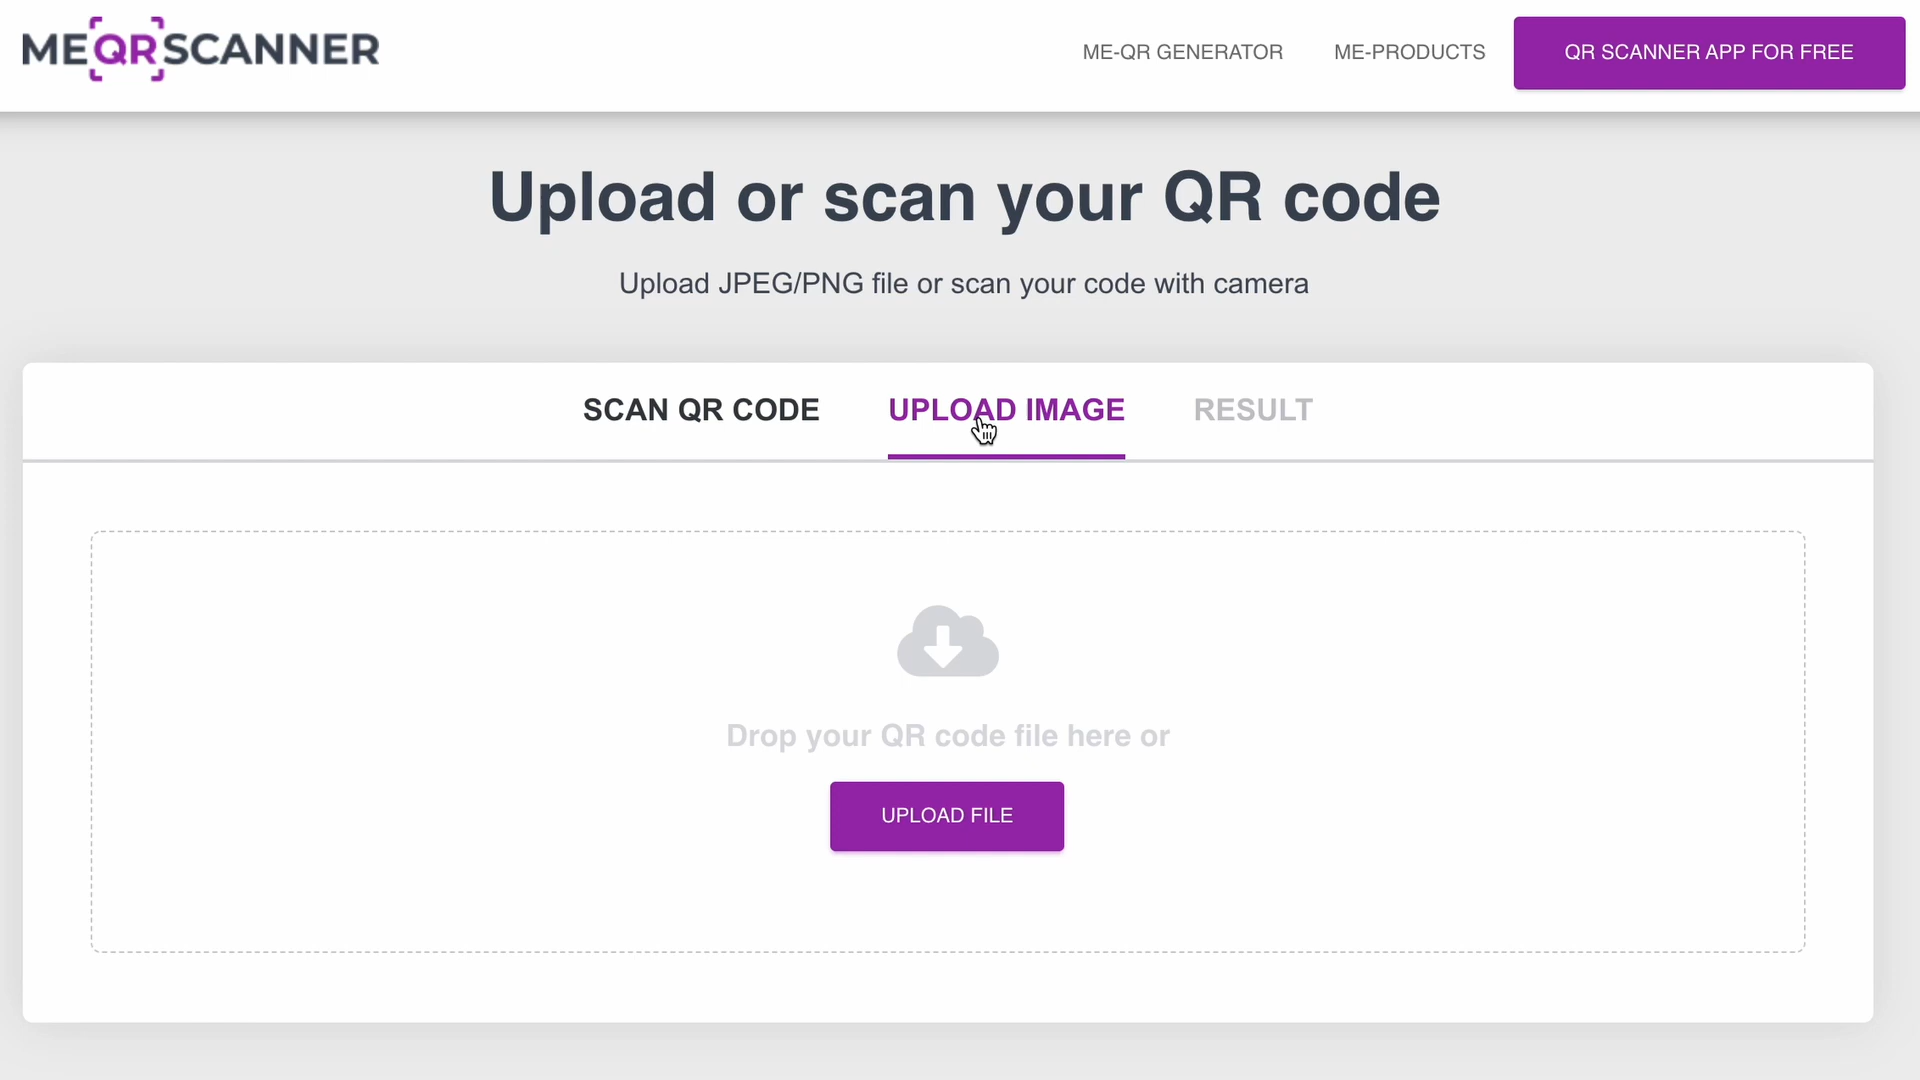 MEQRSCANNER
ME-QR GENERATOR
ME-PRODUCTS
QR SCANNER APP FOR FREE
Upload or scan your QR code
Upload JPEG/PNG file or scan your code with camera
SCAN QR CODE
UPLOAD IMAGE
RESULT
Drop your QR code file here or
UPLOAD FILE